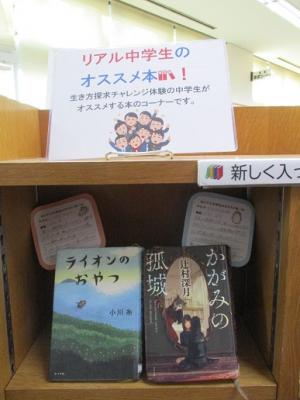 リアル中学生の
オススメ本!
生き方探求チャレンジ体験の中学生が
オススメする本のコーナーです。
新しく入っ
ライオンの
おやつ
小川糸
かがみの
孤城
辻村深月